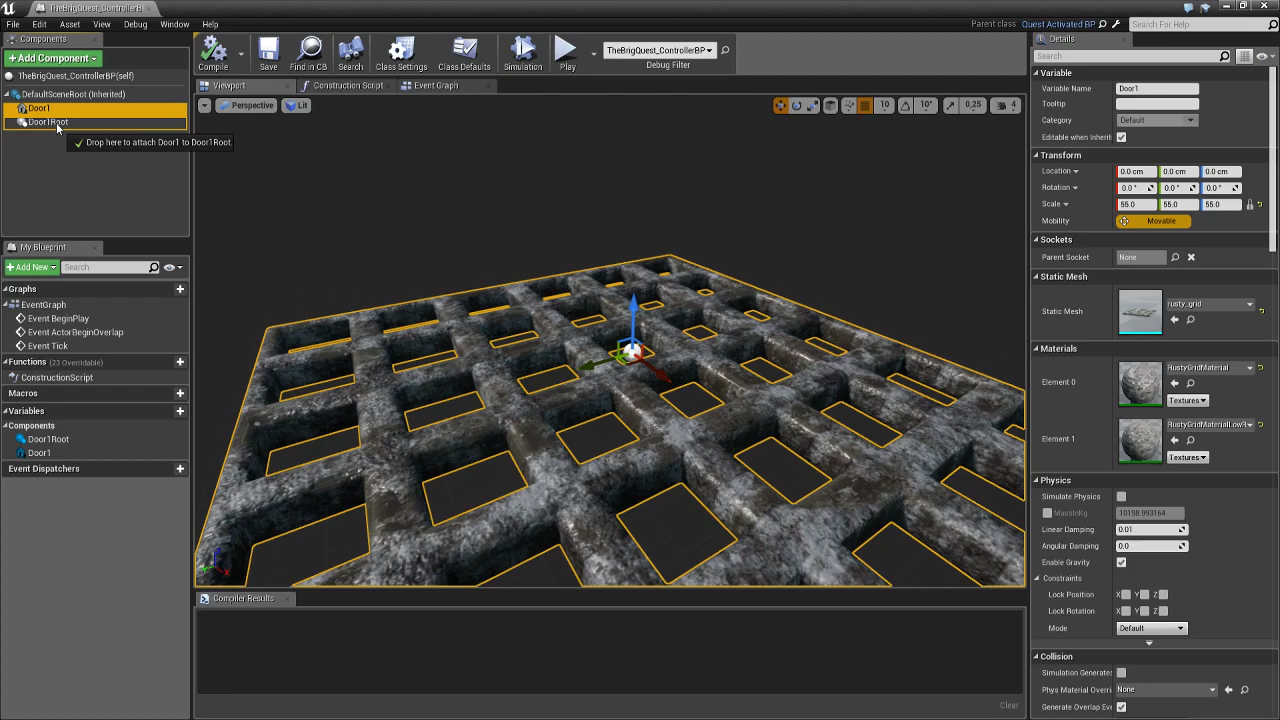 TheBrigQuest_ControllerBl
File Edit Asset View Debug Window Help
Parent class: Quest Activated BP
Search For Help
Components
+ Add Component
TheBrigQuest_ControllerBP(self)
DefaultSceneRoot (Inherited)
Door1
Door1Root
Drop here to attach Door1 to Door1Root.
My Blueprint
+ Add New
Search
Graphs
EventGraph
Event BeginPlay
Event ActorBeginOverlap
Event Tick
Functions (23 Overridable)
ConstructionScript
Macros
Variables
Components
Door1Root
Door1
Event Dispatchers
Compile
Save
Find in CB
Search
Class Settings
Class Defaults
Simulation
Play
TheBrigQuest_ControllerBP
Debug Filter
Viewport
Construction Script
Event Graph
Perspective
Lit
10
10°
0,25
4
Compiler Results
Clear
Details
Search
Variable
Variable Name Door1
Tooltip
Category Default
Editable when Inherit
Transform
Location 0.0 cm 0.0 cm 0.0 cm
Rotation 0.0 ° 0.0 ° 0.0 °
Scale 55.0 55.0 55.0
Mobility Movable
Sockets
Parent Socket None
Static Mesh
Static Mesh rusty_grid
Materials
Element 0 RustyGridMaterial
Textures
Element 1 RustyGridMaterialLowR
Textures
Physics
Simulate Physics
MassInKg 10198.993164
Linear Damping 0.01
Angular Damping 0.0
Enable Gravity
Constraints
Lock Position X Y Z
Lock Rotation X Y Z
Mode Default
Collision
Simulation Generates
Phys Material Overri None
Generate Overlap Eve